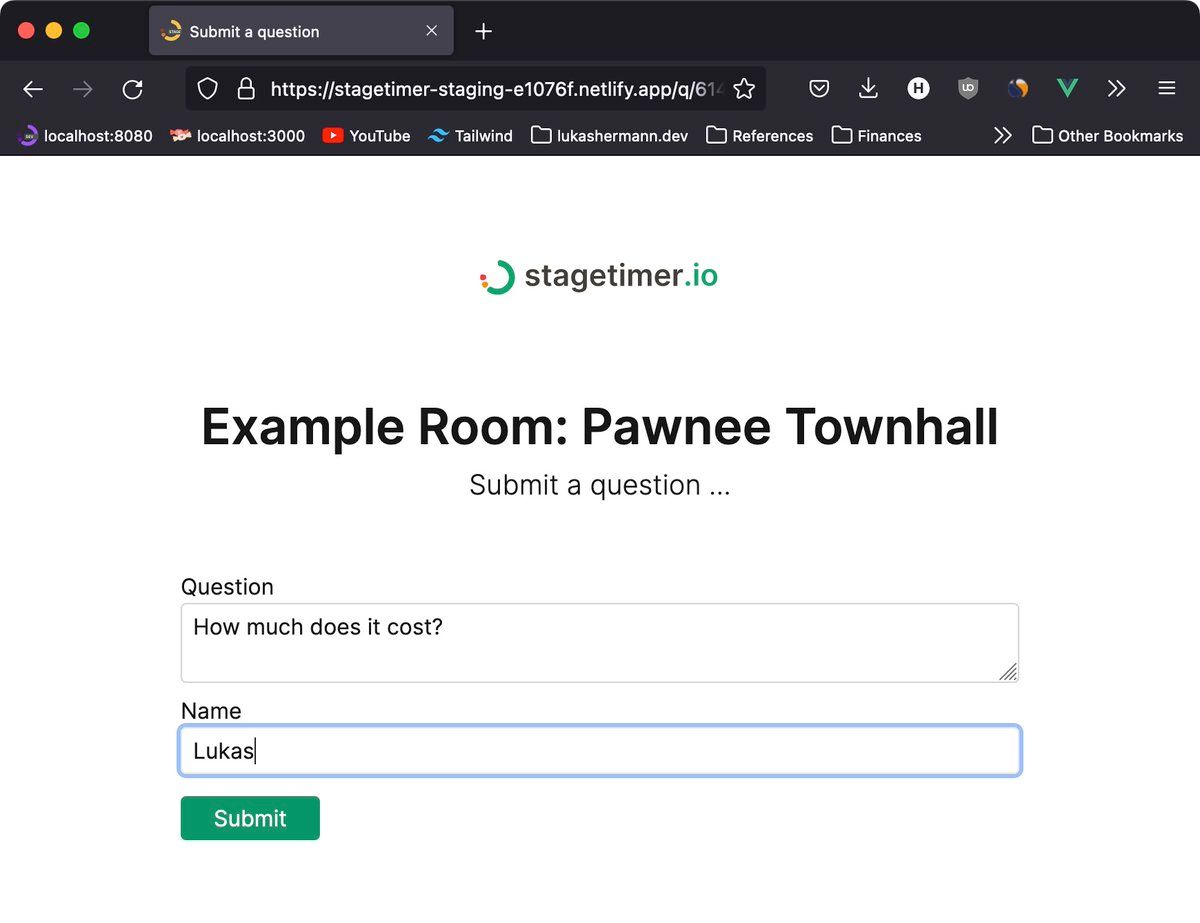 Submit a question
https://stagetimer-staging-e1076f.netlify.app/q/614
localhost:8080 localhost:3000 YouTube Tailwind lukashermann.dev References Finances Other Bookmarks
stagetimer.io
Example Room: Pawnee Townhall
Submit a question ...
Question
How much does it cost?
Name
Lukas
Submit